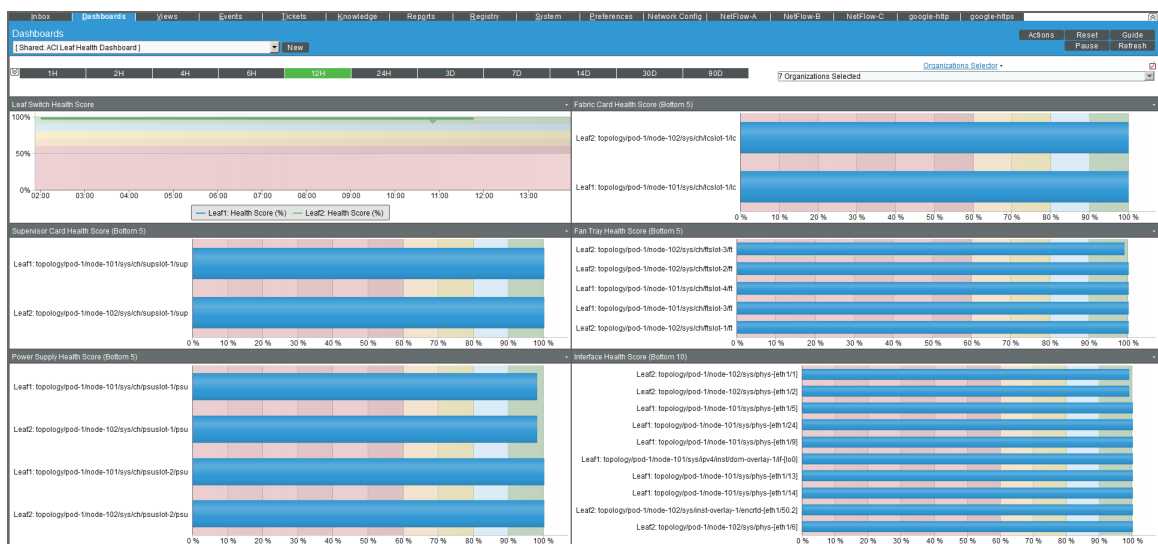 Inbox Dashboards Views Events Tickets Knowledge Reports Registry System Preferences Network Config NetFlow-A NetFlow-B NetFlow-C google-http google-https
Dashboards
Actions Reset Guide
[ Shared: ACI Leaf Health Dashboard ] New
Pause Refresh
Organizations Selector
1H 2H 4H 6H 12H 24H 3D 7D 14D 30D 90D
7 Organizations Selected
Leaf Switch Health Score
100%
50%
0%
02:00 03:00 04:00 05:00 06:00 07:00 08:00 09:00 10:00 11:00 12:00 13:00
Leaf1: Health Score (%) Leaf2: Health Score (%)
Fabric Card Health Score (Bottom 5)
Leaf2: topology/pod-1/node-102/sys/ch/lcslot-1/lc
Leaf1: topology/pod-1/node-101/sys/ch/lcslot-1/lc
0 % 10 % 20 % 30 % 40 % 50 % 60 % 70 % 80 % 90 % 100 %
Supervisor Card Health Score (Bottom 5)
Leaf1: topology/pod-1/node-101/sys/ch/supslot-1/sup
Leaf2: topology/pod-1/node-102/sys/ch/supslot-1/sup
0 % 10 % 20 % 30 % 40 % 50 % 60 % 70 % 80 % 90 % 100 %
Fan Tray Health Score (Bottom 5)
Leaf2: topology/pod-1/node-102/sys/ch/ftslot-3/ft
Leaf2: topology/pod-1/node-102/sys/ch/ftslot-2/ft
Leaf1: topology/pod-1/node-101/sys/ch/ftslot-4/ft
Leaf1: topology/pod-1/node-101/sys/ch/ftslot-3/ft
Leaf2: topology/pod-1/node-102/sys/ch/ftslot-1/ft
0 % 10 % 20 % 30 % 40 % 50 % 60 % 70 % 80 % 90 % 100 %
Power Supply Health Score (Bottom 5)
Leaf1: topology/pod-1/node-101/sys/ch/psuslot-1/psu
Leaf2: topology/pod-1/node-102/sys/ch/psuslot-1/psu
Leaf1: topology/pod-1/node-101/sys/ch/psuslot-2/psu
Leaf2: topology/pod-1/node-102/sys/ch/psuslot-2/psu
0 % 10 % 20 % 30 % 40 % 50 % 60 % 70 % 80 % 90 % 100 %
Interface Health Score (Bottom 10)
Leaf2: topology/pod-1/node-102/sys/phys-[eth1/1]
Leaf2: topology/pod-1/node-102/sys/phys-[eth1/2]
Leaf1: topology/pod-1/node-101/sys/phys-[eth1/5]
Leaf1: topology/pod-1/node-101/sys/phys-[eth1/24]
Leaf1: topology/pod-1/node-101/sys/phys-[eth1/9]
Leaf1: topology/pod-1/node-101/sys/ipv4/inst/dom-overlay-1/if-[lo0]
Leaf1: topology/pod-1/node-101/sys/phys-[eth1/13]
Leaf1: topology/pod-1/node-101/sys/phys-[eth1/14]
Leaf2: topology/pod-1/node-102/sys/inst-overlay-1/encrtd-[eth1/50.2]
Leaf2: topology/pod-1/node-102/sys/phys-[eth1/6]
0 % 10 % 20 % 30 % 40 % 50 % 60 % 70 % 80 % 90 % 100 %